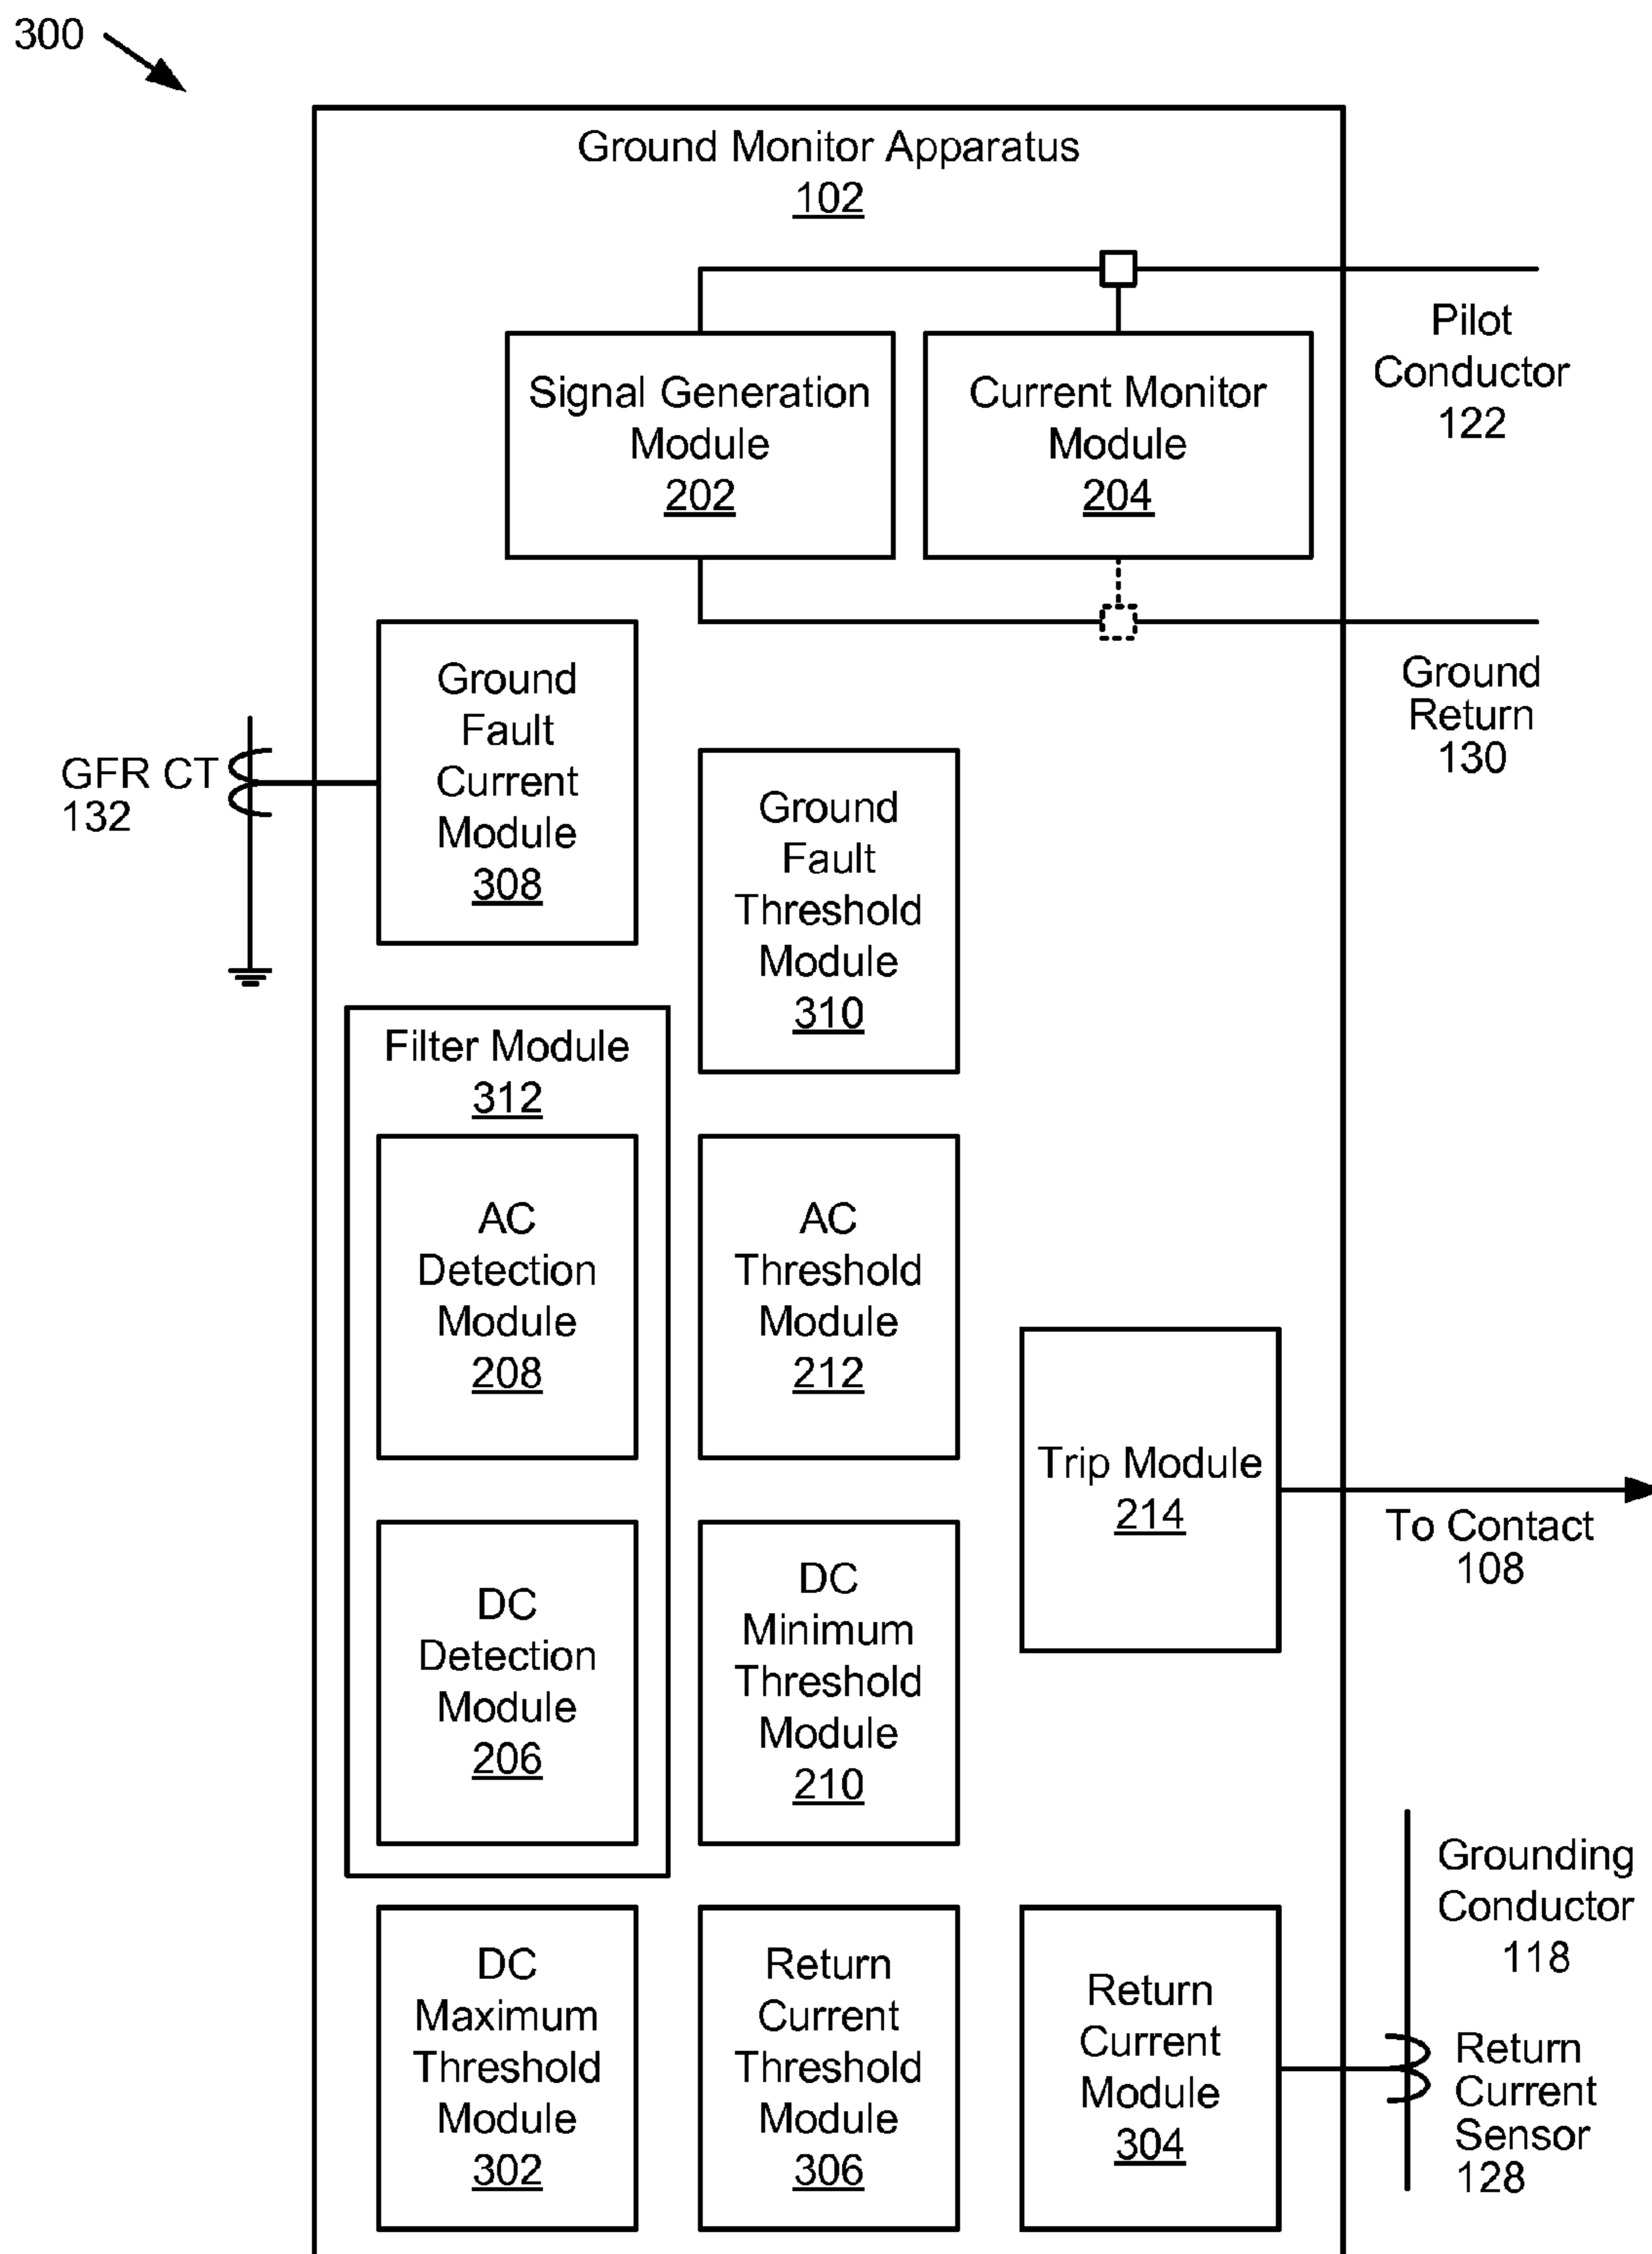 300
Ground Monitor Apparatus
102
Signal Generation
Module
202
Current Monitor
Module
204
Pilot
Conductor
122
Ground
Return
130
GFR CT
132
Ground
Fault
Current
Module
308
Ground
Fault
Threshold
Module
310
Filter Module
312
AC
Detection
Module
208
AC
Threshold
Module
212
Trip Module
214
To Contact
108
DC
Detection
Module
206
DC
Minimum
Threshold
Module
210
Grounding
Conductor
118
DC
Maximum
Threshold
Module
302
Return
Current
Threshold
Module
306
Return
Current
Module
304
Return
Current
Sensor
128